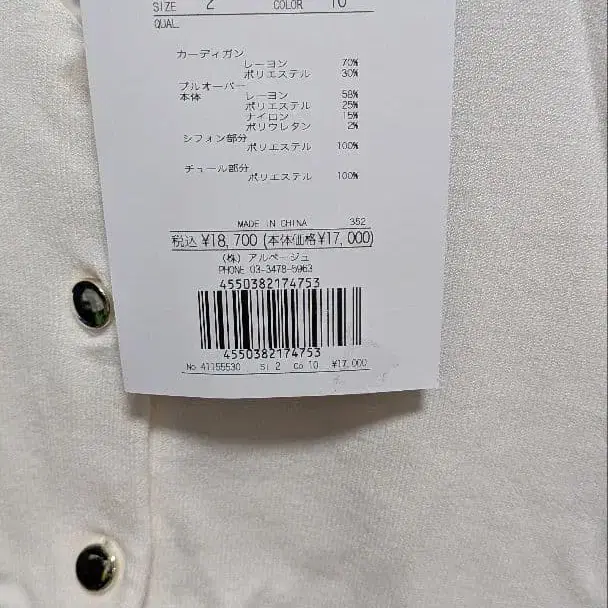 SIZE 2 COLOR 10
QUAL
カーディガン
レーヨン 70%
ポリエステル 30%
プルオーバー
本体 レーヨン 58%
ポリエステル 25%
ナイロン 15%
ポリウレタン 2%
シフォン部分
ポリエステル 100%
チュール部分
ポリエステル 100%
MADE IN CHINA 352
税込 ¥18,700 (本体価格¥17,000)
(株) アルページュ
PHONE 03-3478-5963
4550382174753
4550382174753
No 41155530 Si 2 Co 10 ¥17,000